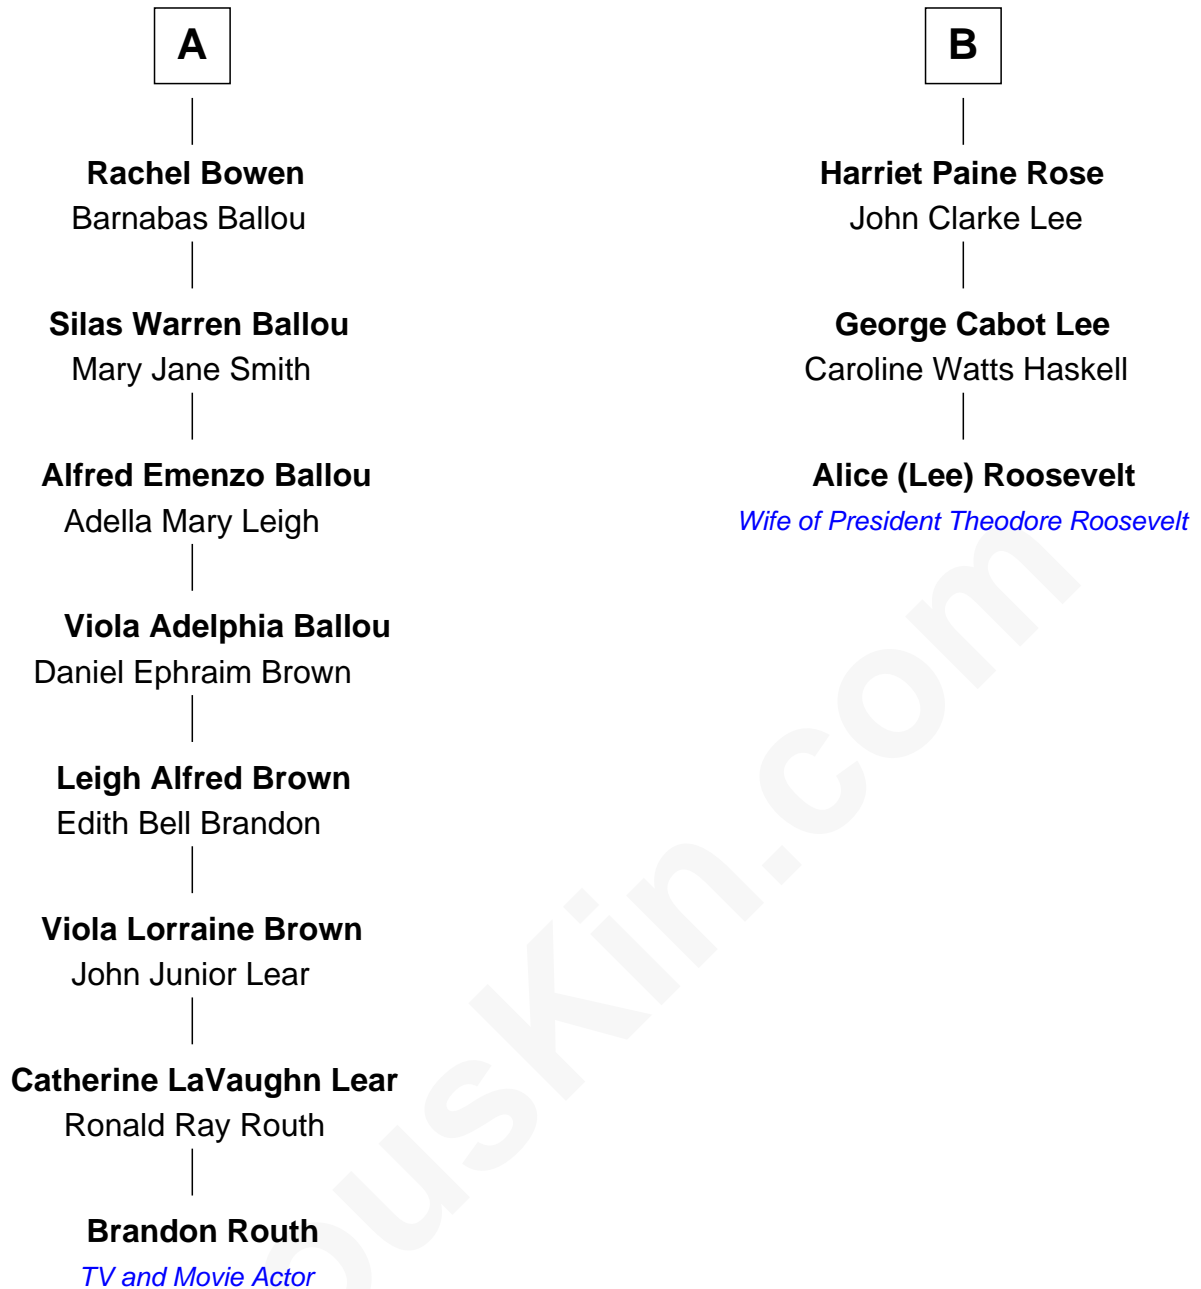 A
Rachel Bowen
Barnabas Ballou
Silas Warren Ballou
Mary Jane Smith
Alfred Emenzo Ballou
Adella Mary Leigh
Viola Adelphia Ballou
Daniel Ephraim Brown
Leigh Alfred Brown
Edith Bell Brandon
Viola Lorraine Brown
John Junior Lear
Catherine LaVaughn Lear
Ronald Ray Routh
Brandon Routh
TV and Movie Actor
B
Harriet Paine Rose
John Clarke Lee
George Cabot Lee
Caroline Watts Haskell
Alice (Lee) Roosevelt
Wife of President Theodore Roosevelt
ousKin.com